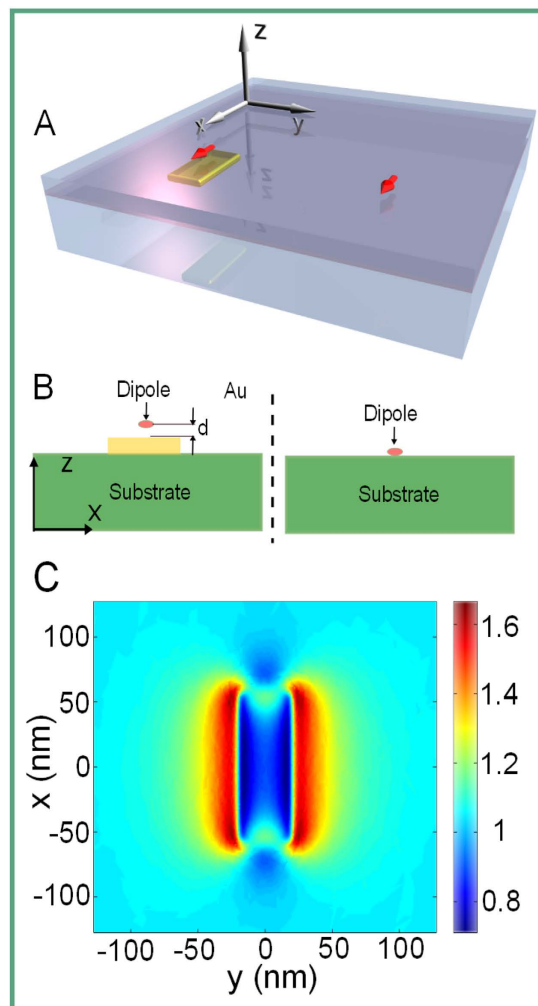 z
A
x
y
B
Dipole
Au
Dipole
d
z
Substrate
Substrate
x
C
100
50
0
-50
-100
x (nm)
-100
-50
0
50
100
y (nm)
1.6
1.4
1.2
1
0.8